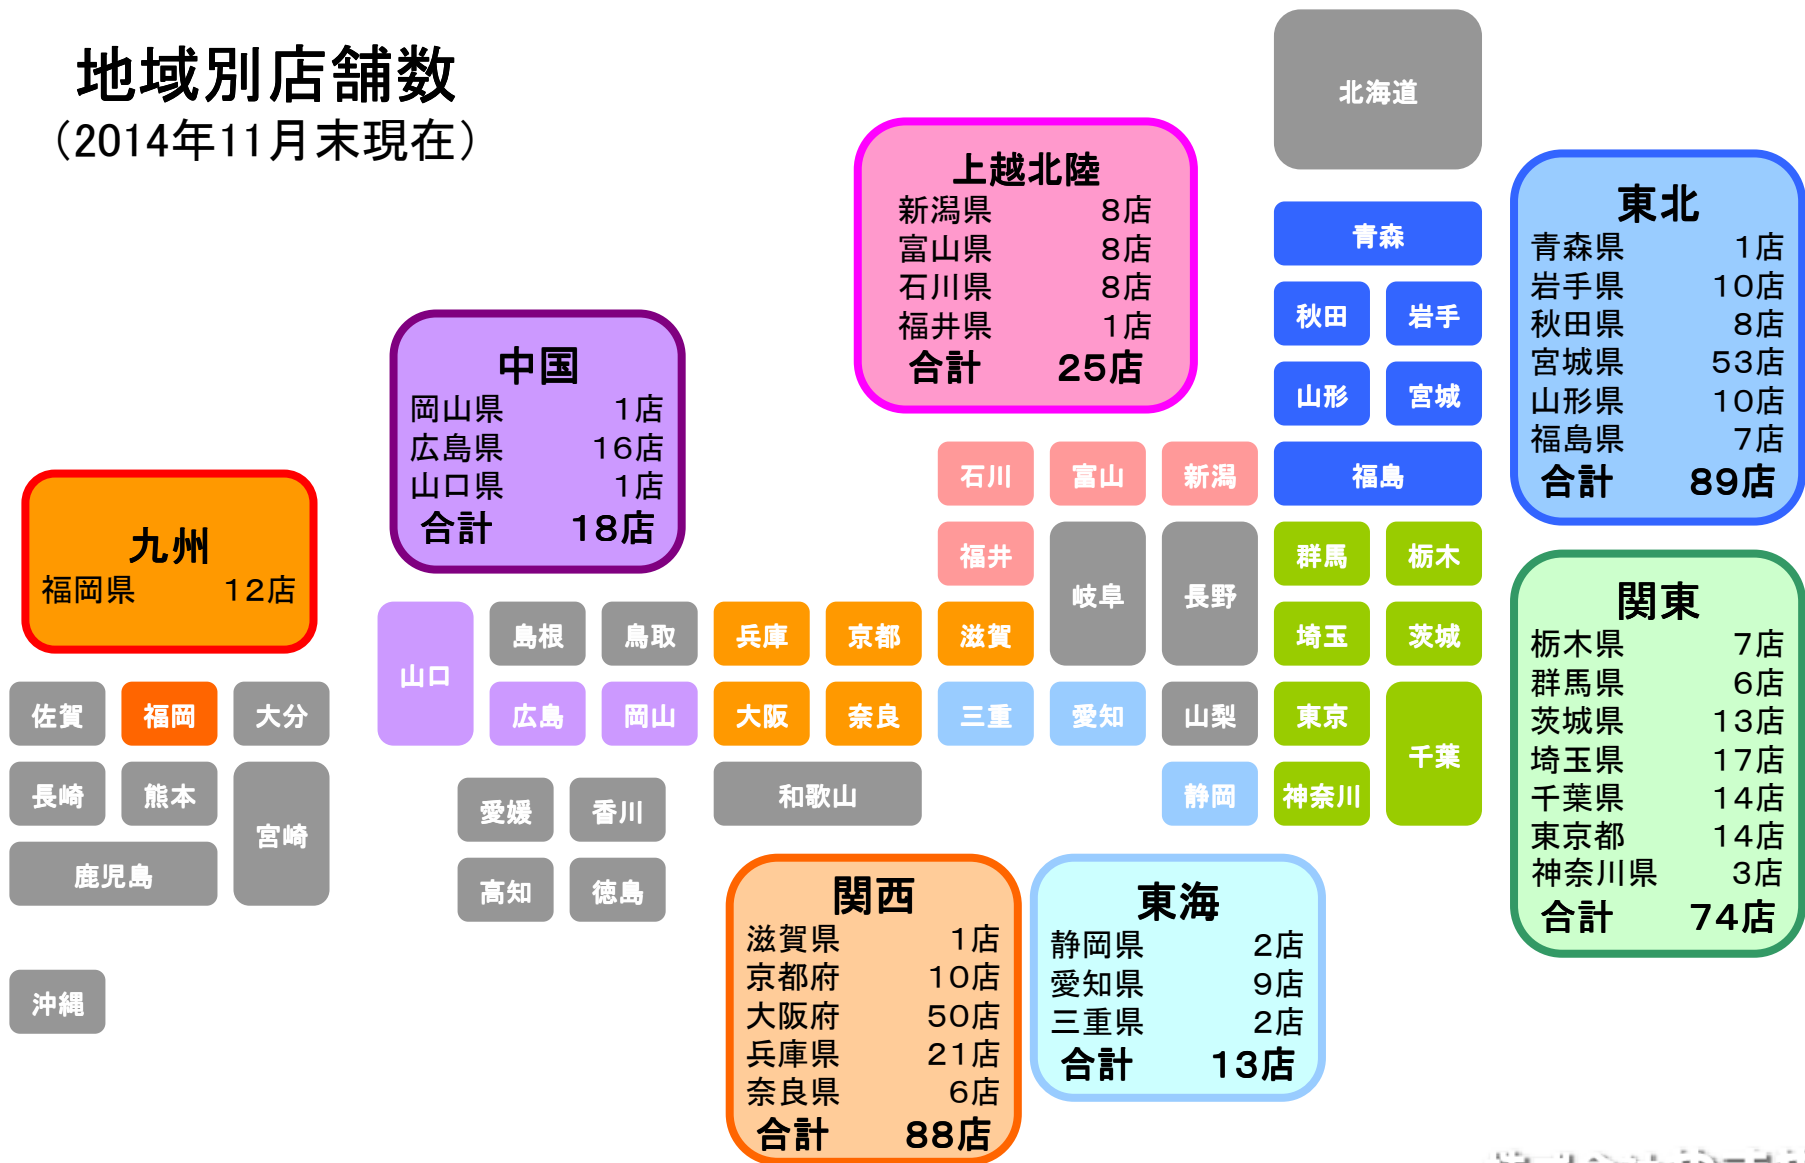 地域別店舗数
（2014年11月末現在）
北海道
上越北陸
新潟県 8店
富山県 8店
石川県 8店
福井県 1店
合計 25店
東北
青森県 1店
岩手県 10店
秋田県 8店
宮城県 53店
山形県 10店
福島県 7店
合計 89店
青森
秋田 岩手
山形 宮城
福島
中国
岡山県 1店
広島県 16店
山口県 1店
合計 18店
九州
福岡県 12店
石川 富山 新潟
福井
岐阜 長野
群馬 栃木
埼玉 茨城
東京
千葉
神奈川
関東
栃木県 7店
群馬県 6店
茨城県 13店
埼玉県 17店
千葉県 14店
東京都 14店
神奈川県 3店
合計 74店
山口
島根 鳥取 兵庫 京都 滋賀
広島 岡山 大阪 奈良 三重 愛知 山梨
和歌山
静岡
佐賀 福岡 大分
長崎 熊本
宮崎
鹿児島
沖縄
愛媛 香川
高知 徳島
関西
滋賀県 1店
京都府 10店
大阪府 50店
兵庫県 21店
奈良県 6店
合計 88店
東海
静岡県 2店
愛知県 9店
三重県 2店
合計 13店